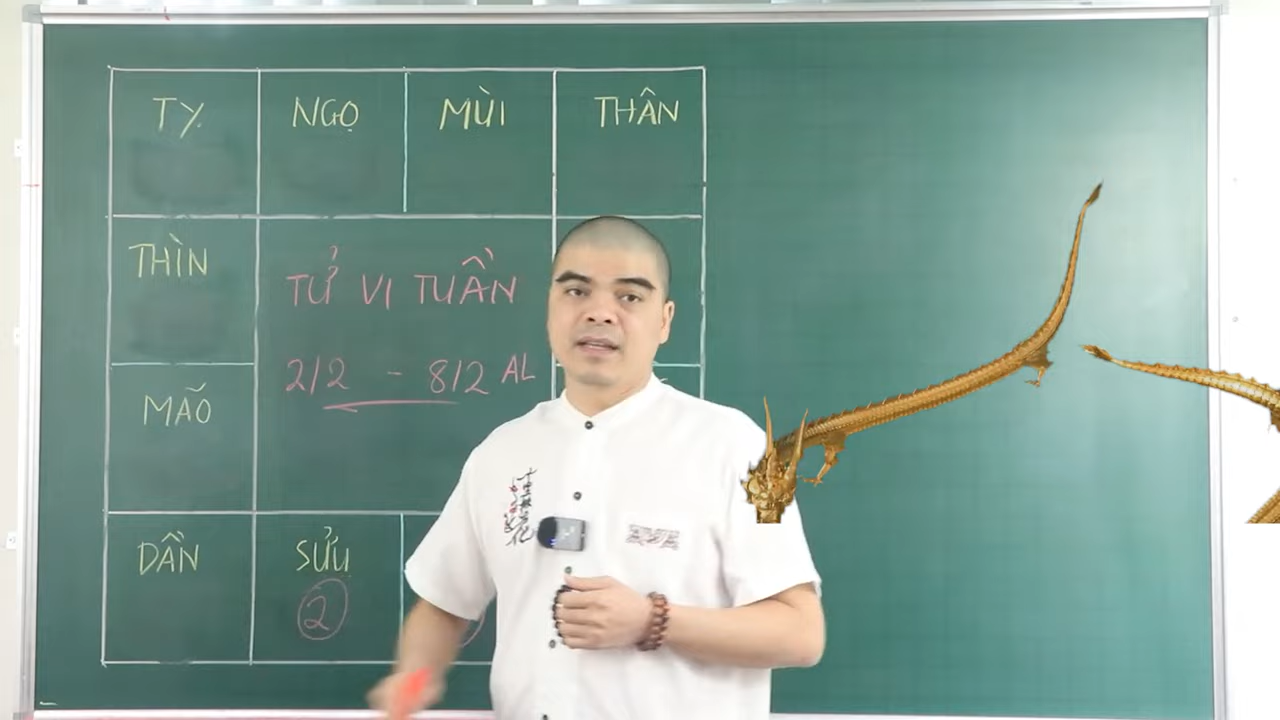 TỴ
NGỌ
MÙI
THÂN
THÌN
TỬ VI TUẦN
2/2 - 8/2 AL
MÃO
DẦN
SỬU
2